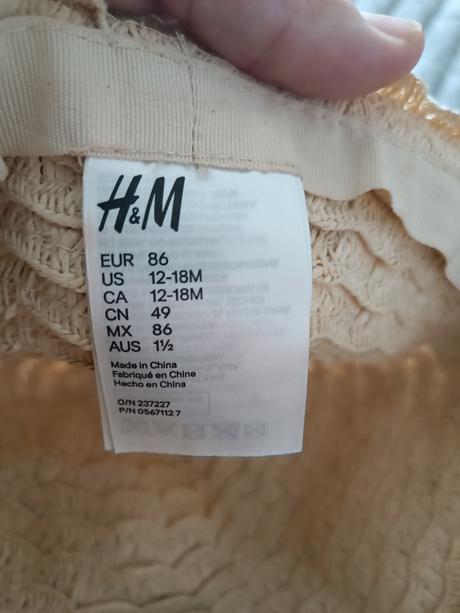 H&M
EUR 86
US 12-18M
CA 12-18M
CN 49
MX 86
AUS 1½
Made in China
Fabriqué en Chine
Hecho en China
O/N 237227
P/N 0567112 7